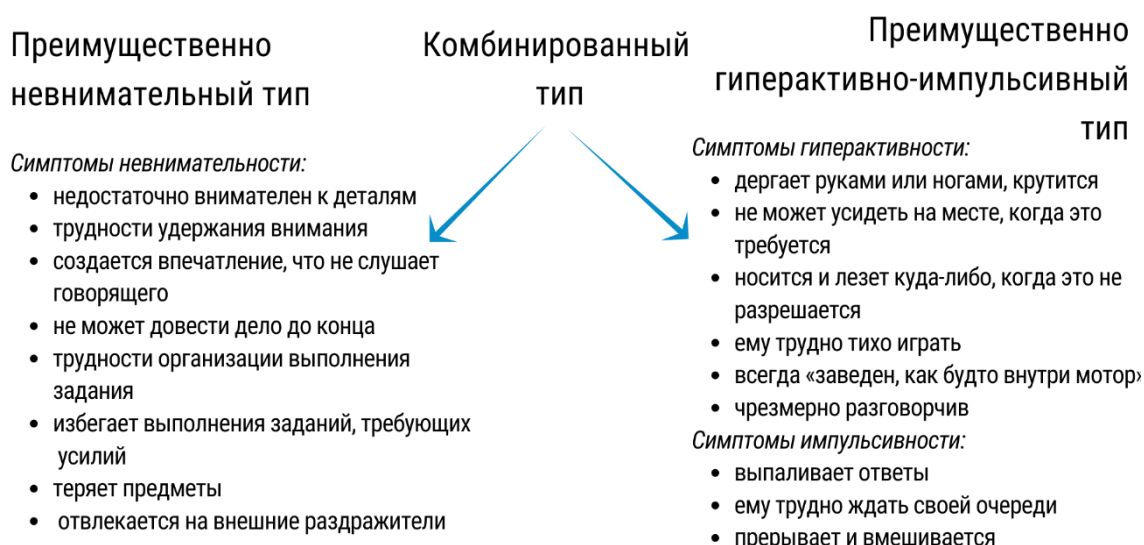 Преимущественно
невнимательный тип
Симптомы невнимательности:
• недостаточно внимателен к деталям
• трудности удержания внимания
• создается впечатление, что не слушает
говорящего
• не может довести дело до конца
• трудности организации выполнения
задания
• избегает выполнения заданий, требующих
усилий
• теряет предметы
• отвлекается на внешние раздражители
Комбинированный
тип
Преимущественно
гиперактивно-импульсивный
тип
Симптомы гиперактивности:
• дергает руками или ногами, крутится
• не может усидеть на месте, когда это
требуется
• носится и лезет куда-либо, когда это не
разрешается
• ему трудно тихо играть
• всегда «заведен, как будто внутри мотор»
• чрезмерно разговорчив
Симптомы импульсивности:
• выпаливает ответы
• ему трудно ждать своей очереди
• прерывает и вмешивается